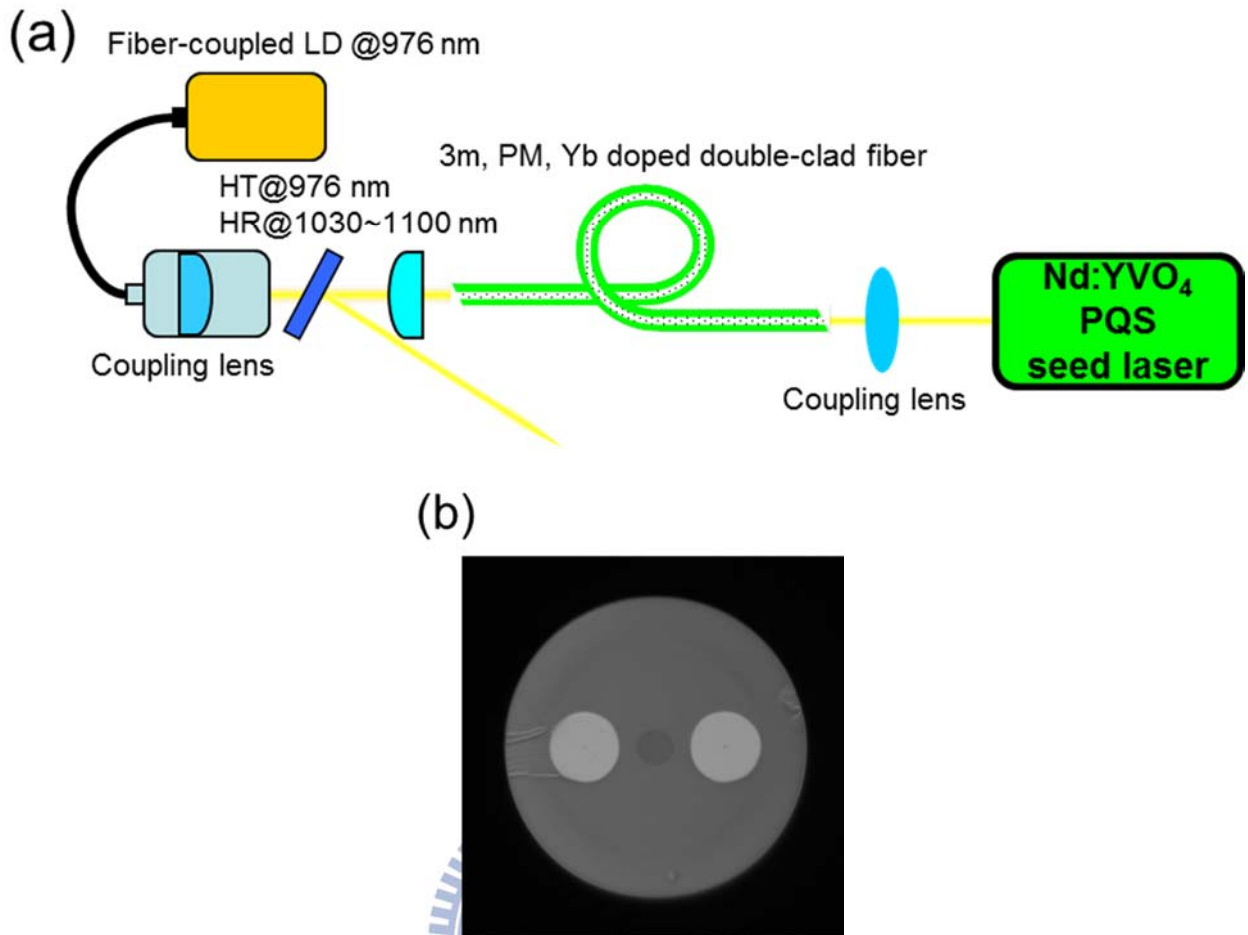 (a)
Fiber-coupled LD @976 nm
3m, PM, Yb doped double-clad fiber
HT@976 nm
HR@1030~1100 nm
Nd:YVO₄
PQS
seed laser
Coupling lens
Coupling lens
(b)